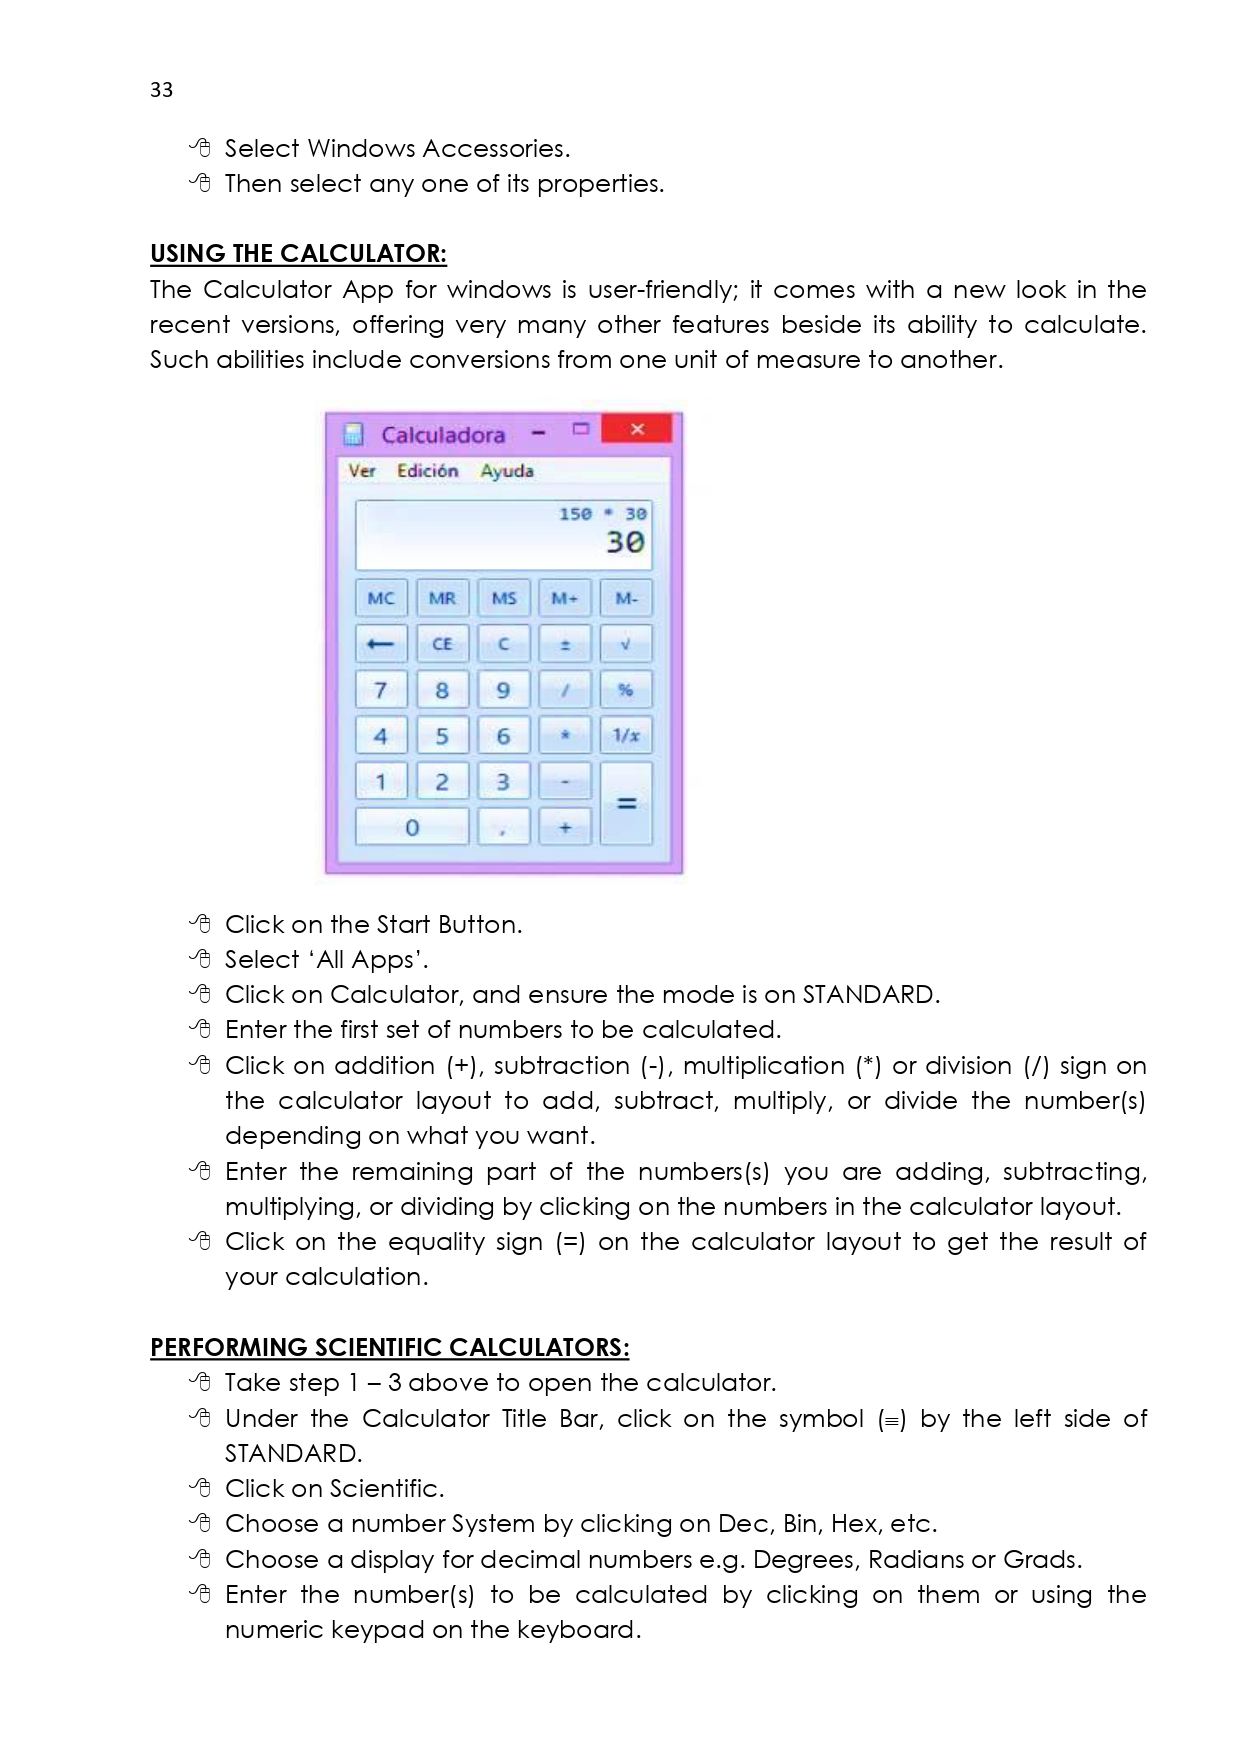 33
Select Windows Accessories.
Then select any one of its properties.
USING THE CALCULATOR:
The Calculator App for windows is user-friendly; it comes with a new look in the
recent versions, offering very many other features beside its ability to calculate.
Such abilities include conversions from one unit of measure to another.
Calculadora
Ver Edición Ayuda
150 * 30
30
MC MR MS M+ M-
← CE C ± √
7 8 9 / %
4 5 6 * 1/x
1 2 3 - =
0 , +
Click on the Start Button.
Select ‘All Apps’.
Click on Calculator, and ensure the mode is on STANDARD.
Enter the first set of numbers to be calculated.
Click on addition (+), subtraction (-), multiplication (*) or division (/) sign on
the calculator layout to add, subtract, multiply, or divide the number(s)
depending on what you want.
Enter the remaining part of the numbers(s) you are adding, subtracting,
multiplying, or dividing by clicking on the numbers in the calculator layout.
Click on the equality sign (=) on the calculator layout to get the result of
your calculation.
PERFORMING SCIENTIFIC CALCULATORS:
Take step 1 – 3 above to open the calculator.
Under the Calculator Title Bar, click on the symbol (≡) by the left side of
STANDARD.
Click on Scientific.
Choose a number System by clicking on Dec, Bin, Hex, etc.
Choose a display for decimal numbers e.g. Degrees, Radians or Grads.
Enter the number(s) to be calculated by clicking on them or using the
numeric keypad on the keyboard.